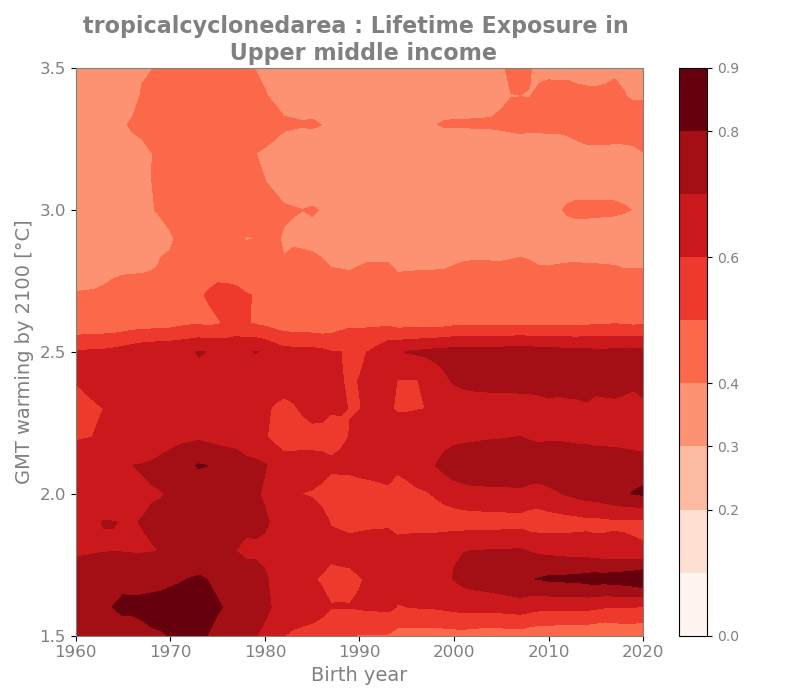 tropicalcyclonedarea : Lifetime Exposure in
Upper middle income
3.5
3.0
2.5
2.0
1.5
GMT warming by 2100 [°C]
1960 1970 1980 1990 2000 2010 2020
Birth year
0.9
0.8
0.6
0.4
0.3
0.2
0.0